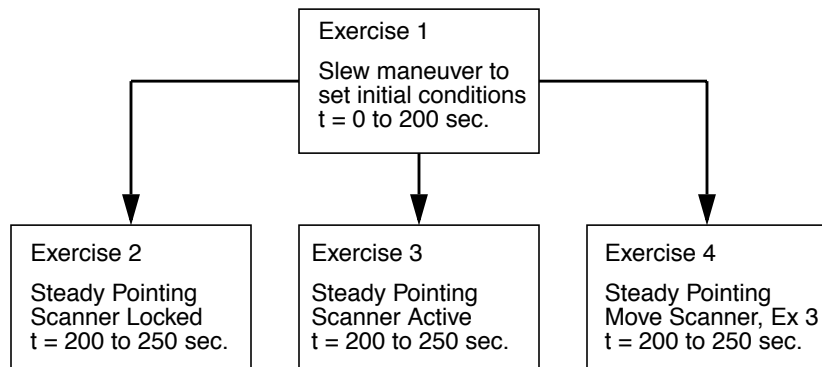 Exercise 1
Slew maneuver to
set initial conditions
t = 0 to 200 sec.
Exercise 2
Steady Pointing
Scanner Locked
t = 200 to 250 sec.
Exercise 3
Steady Pointing
Scanner Active
t = 200 to 250 sec.
Exercise 4
Steady Pointing
Move Scanner, Ex 3
t = 200 to 250 sec.